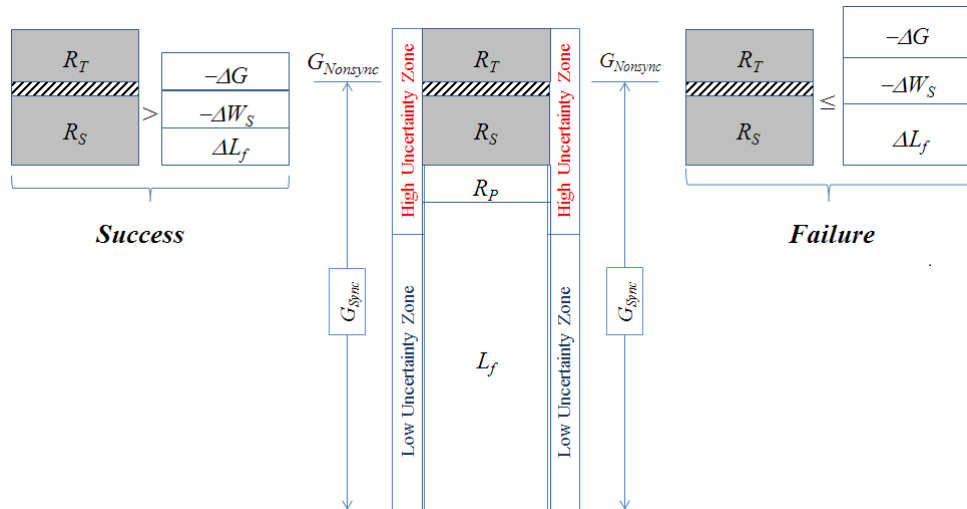 R_T
R_S
>
−ΔG
−ΔW_S
ΔL_f
Success
G_Nonsync
G_Sync
High Uncertainty Zone
Low Uncertainty Zone
R_T
R_S
R_P
L_f
High Uncertainty Zone
Low Uncertainty Zone
G_Nonsync
G_Sync
R_T
R_S
≤
−ΔG
−ΔW_S
ΔL_f
Failure
.